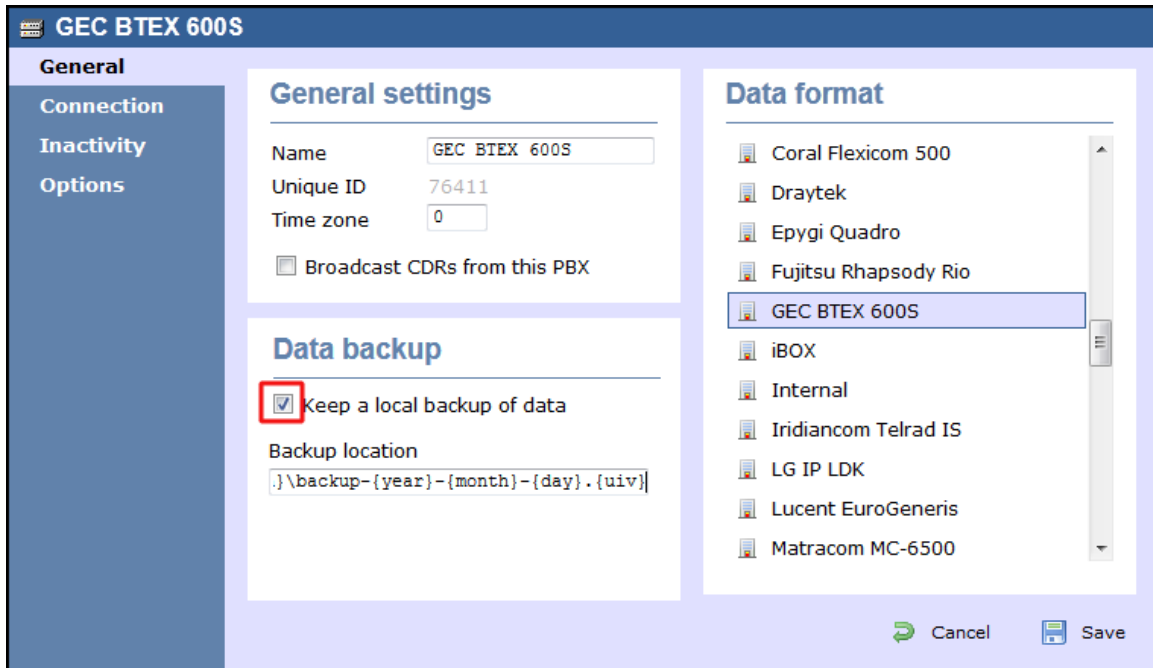 GEC BTEX 600S
General
Connection
Inactivity
Options
General settings
Name GEC BTEX 600S
Unique ID 76411
Time zone 0
Broadcast CDRs from this PBX
Data backup
Keep a local backup of data
Backup location
.}\backup-{year}-{month}-{day}.{uiv}
Data format
Coral Flexicom 500
Draytek
Epygi Quadro
Fujitsu Rhapsody Rio
GEC BTEX 600S
iBOX
Internal
Iridiancom Telrad IS
LG IP LDK
Lucent EuroGeneris
Matracom MC-6500
Cancel Save